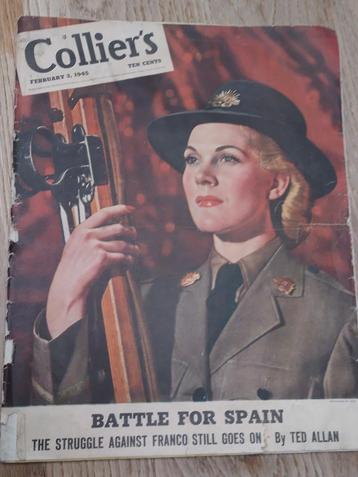 Collier's
TEN CENTS
FEBRUARY 3, 1945
BATTLE FOR SPAIN
THE STRUGGLE AGAINST FRANCO STILL GOES ON · By TED ALLAN